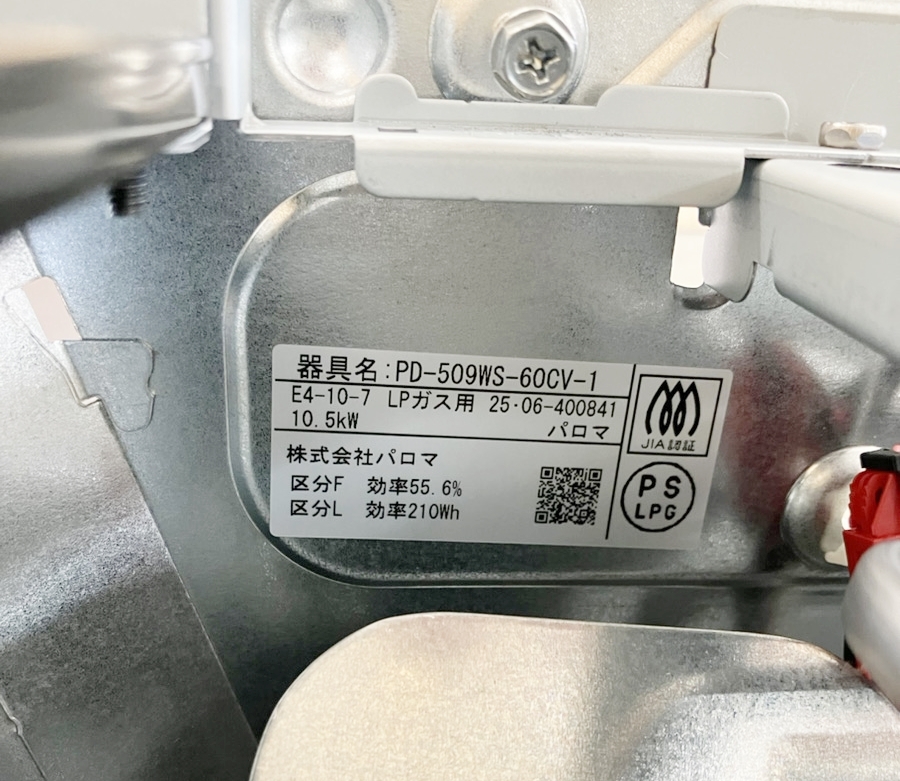 器具名:PD-509WS-60CV-1
E4-10-7 LPガス用 25·06-400841
10.5kW パロマ
株式会社パロマ
区分F 効率55.6%
区分L 効率210Wh
JIA認証
PS
LPG